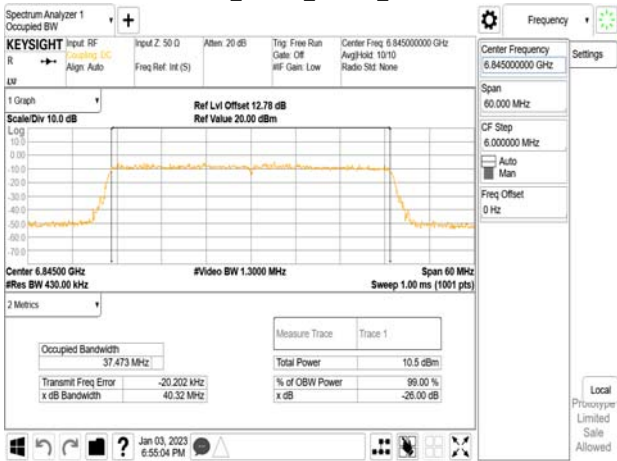 Spectrum Analyzer 1
Occupied BW
Frequency
KEYSIGHT
Input: RF
Coupling: DC
Align: Auto
Input Z: 50 Ω
Freq Ref: Int (S)
Atten: 20 dB
Trig: Free Run
Gate: Off
#IF Gain: Low
Center Freq: 6.845000000 GHz
Avg|Hold: 10/10
Radio Std: None
R
LXI
Center Frequency
6.845000000 GHz
Settings
Span
60.000 MHz
CF Step
6.000000 MHz
Auto
Man
Freq Offset
0 Hz
1 Graph
Ref Lvl Offset 12.78 dB
Scale/Div 10.0 dB
Ref Value 20.00 dBm
Log
10.0
0.00
-10.0
-20.0
-30.0
-40.0
-50.0
-60.0
-70.0
Center 6.84500 GHz
#Video BW 1.3000 MHz
Span 60 MHz
#Res BW 430.00 kHz
Sweep 1.00 ms (1001 pts)
2 Metrics
Measure Trace
Trace 1
Occupied Bandwidth
37.473 MHz
Total Power
10.5 dBm
Transmit Freq Error
-20.202 kHz
% of OBW Power
99.00 %
x dB Bandwidth
40.32 MHz
x dB
-26.00 dB
Local
Prototype
Limited
Sale
Allowed
?
Jan 03, 2023
6:55:04 PM